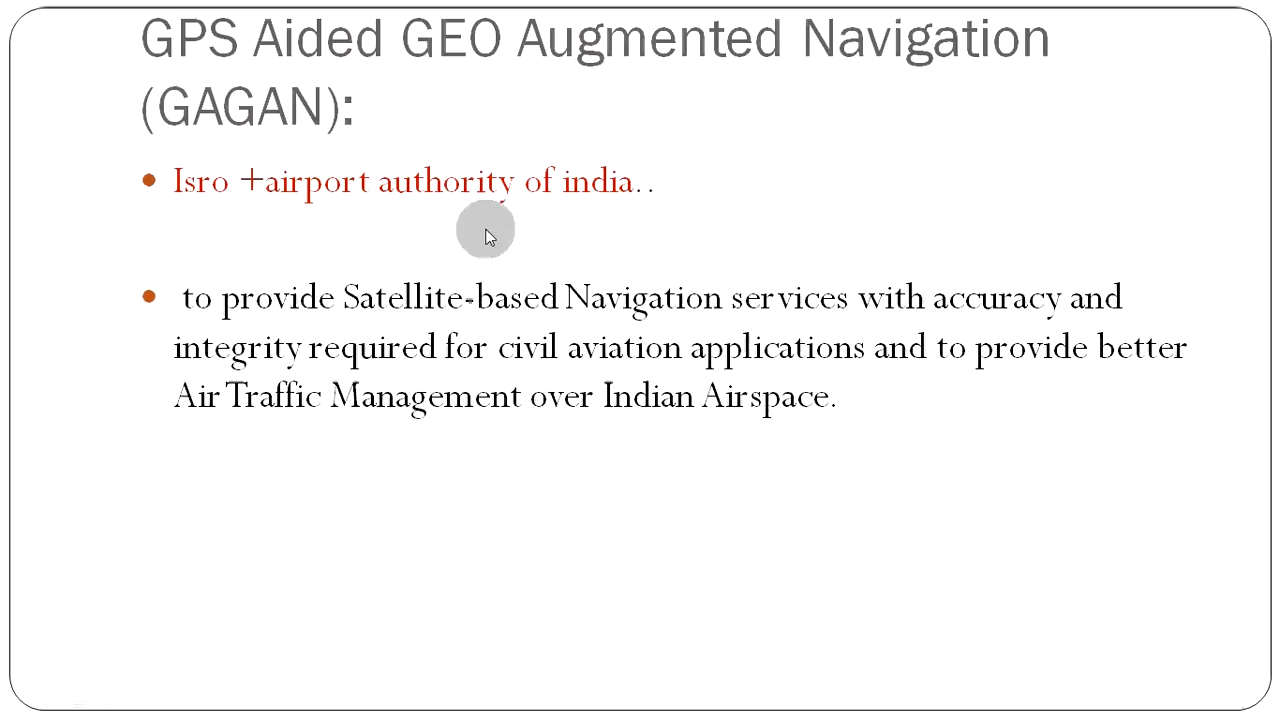 GPS Aided GEO Augmented Navigation
(GAGAN):
• Isro +airport authority of india. .
• to provide Satellite-based Navigation services with accuracy and
integrity required for civil aviation applications and to provide better
Air Traffic Management over Indian Airspace.